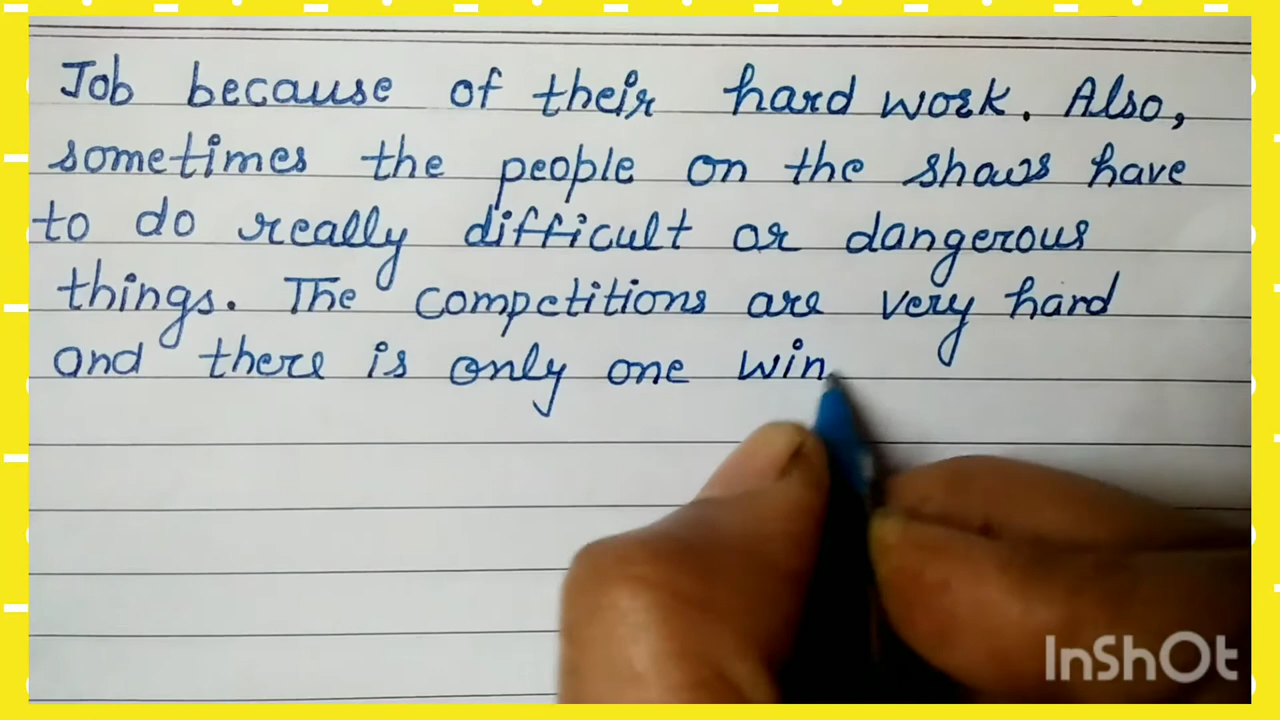 Job because of their hard work. Also,
sometimes the people on the shows have
to do really difficult or dangerous
things. The competitions are very hard
and there is only one win
InShOt